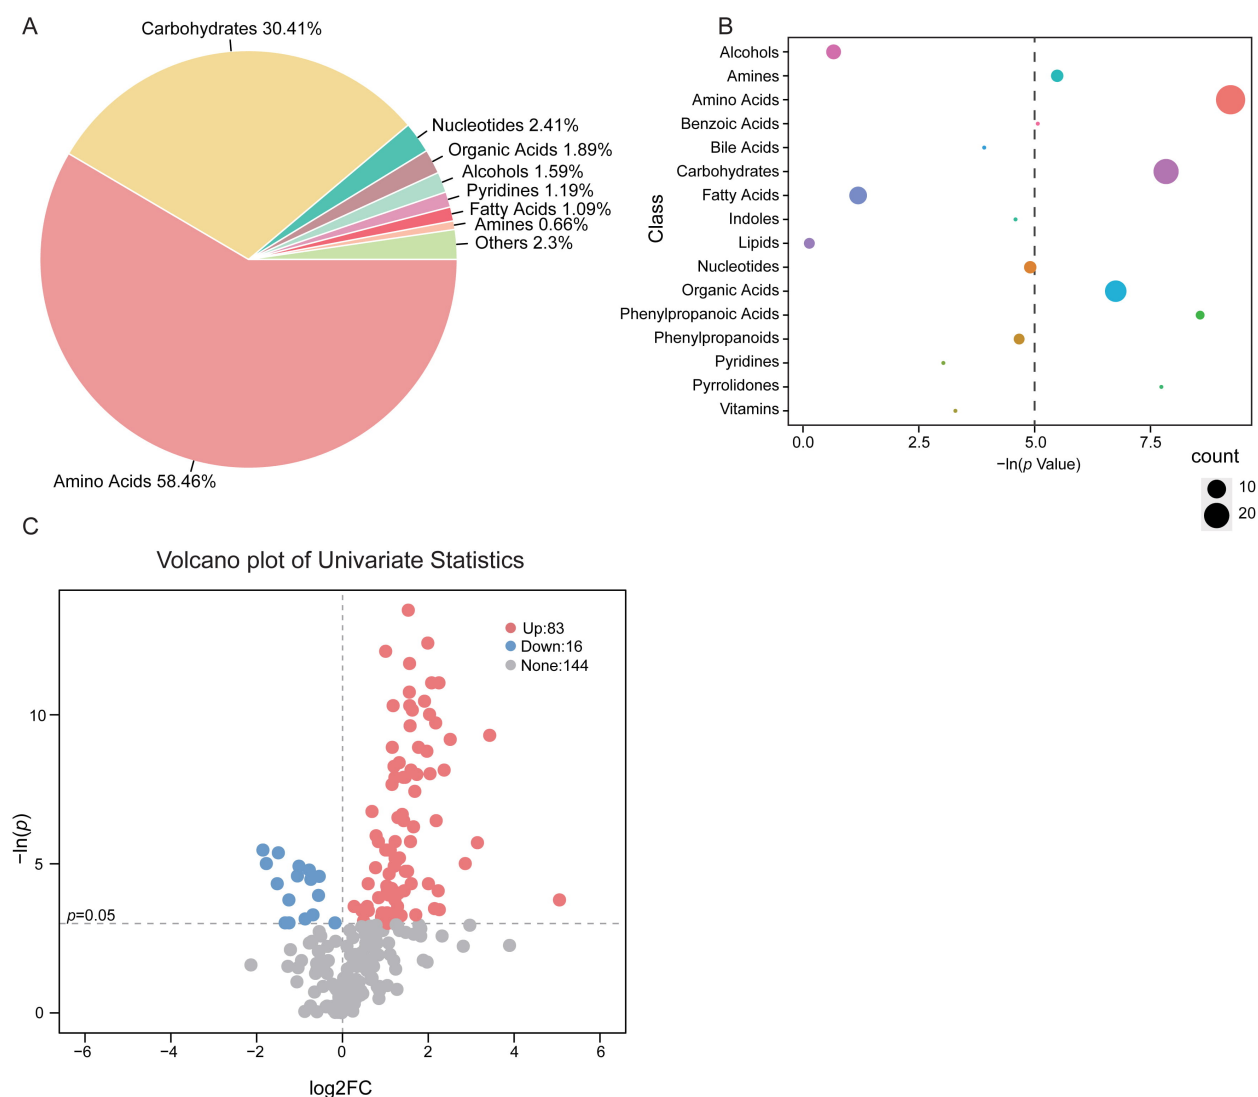 A
Carbohydrates 30.41%
Nucleotides 2.41%
Organic Acids 1.89%
Alcohols 1.59%
Pyridines 1.19%
Fatty Acids 1.09%
Amines 0.66%
Others 2.3%
Amino Acids 58.46%
B
Class
Alcohols
Amines
Amino Acids
Benzoic Acids
Bile Acids
Carbohydrates
Fatty Acids
Indoles
Lipids
Nucleotides
Organic Acids
Phenylpropanoic Acids
Phenylpropanoids
Pyridines
Pyrrolidones
Vitamins
0.0 2.5 5.0 7.5
−ln(p Value)
count
10
20
C
Volcano plot of Univariate Statistics
Up:83
Down:16
None:144
−ln(p)
10
5
0
p=0.05
−6 −4 −2 0 2 4 6
log2FC